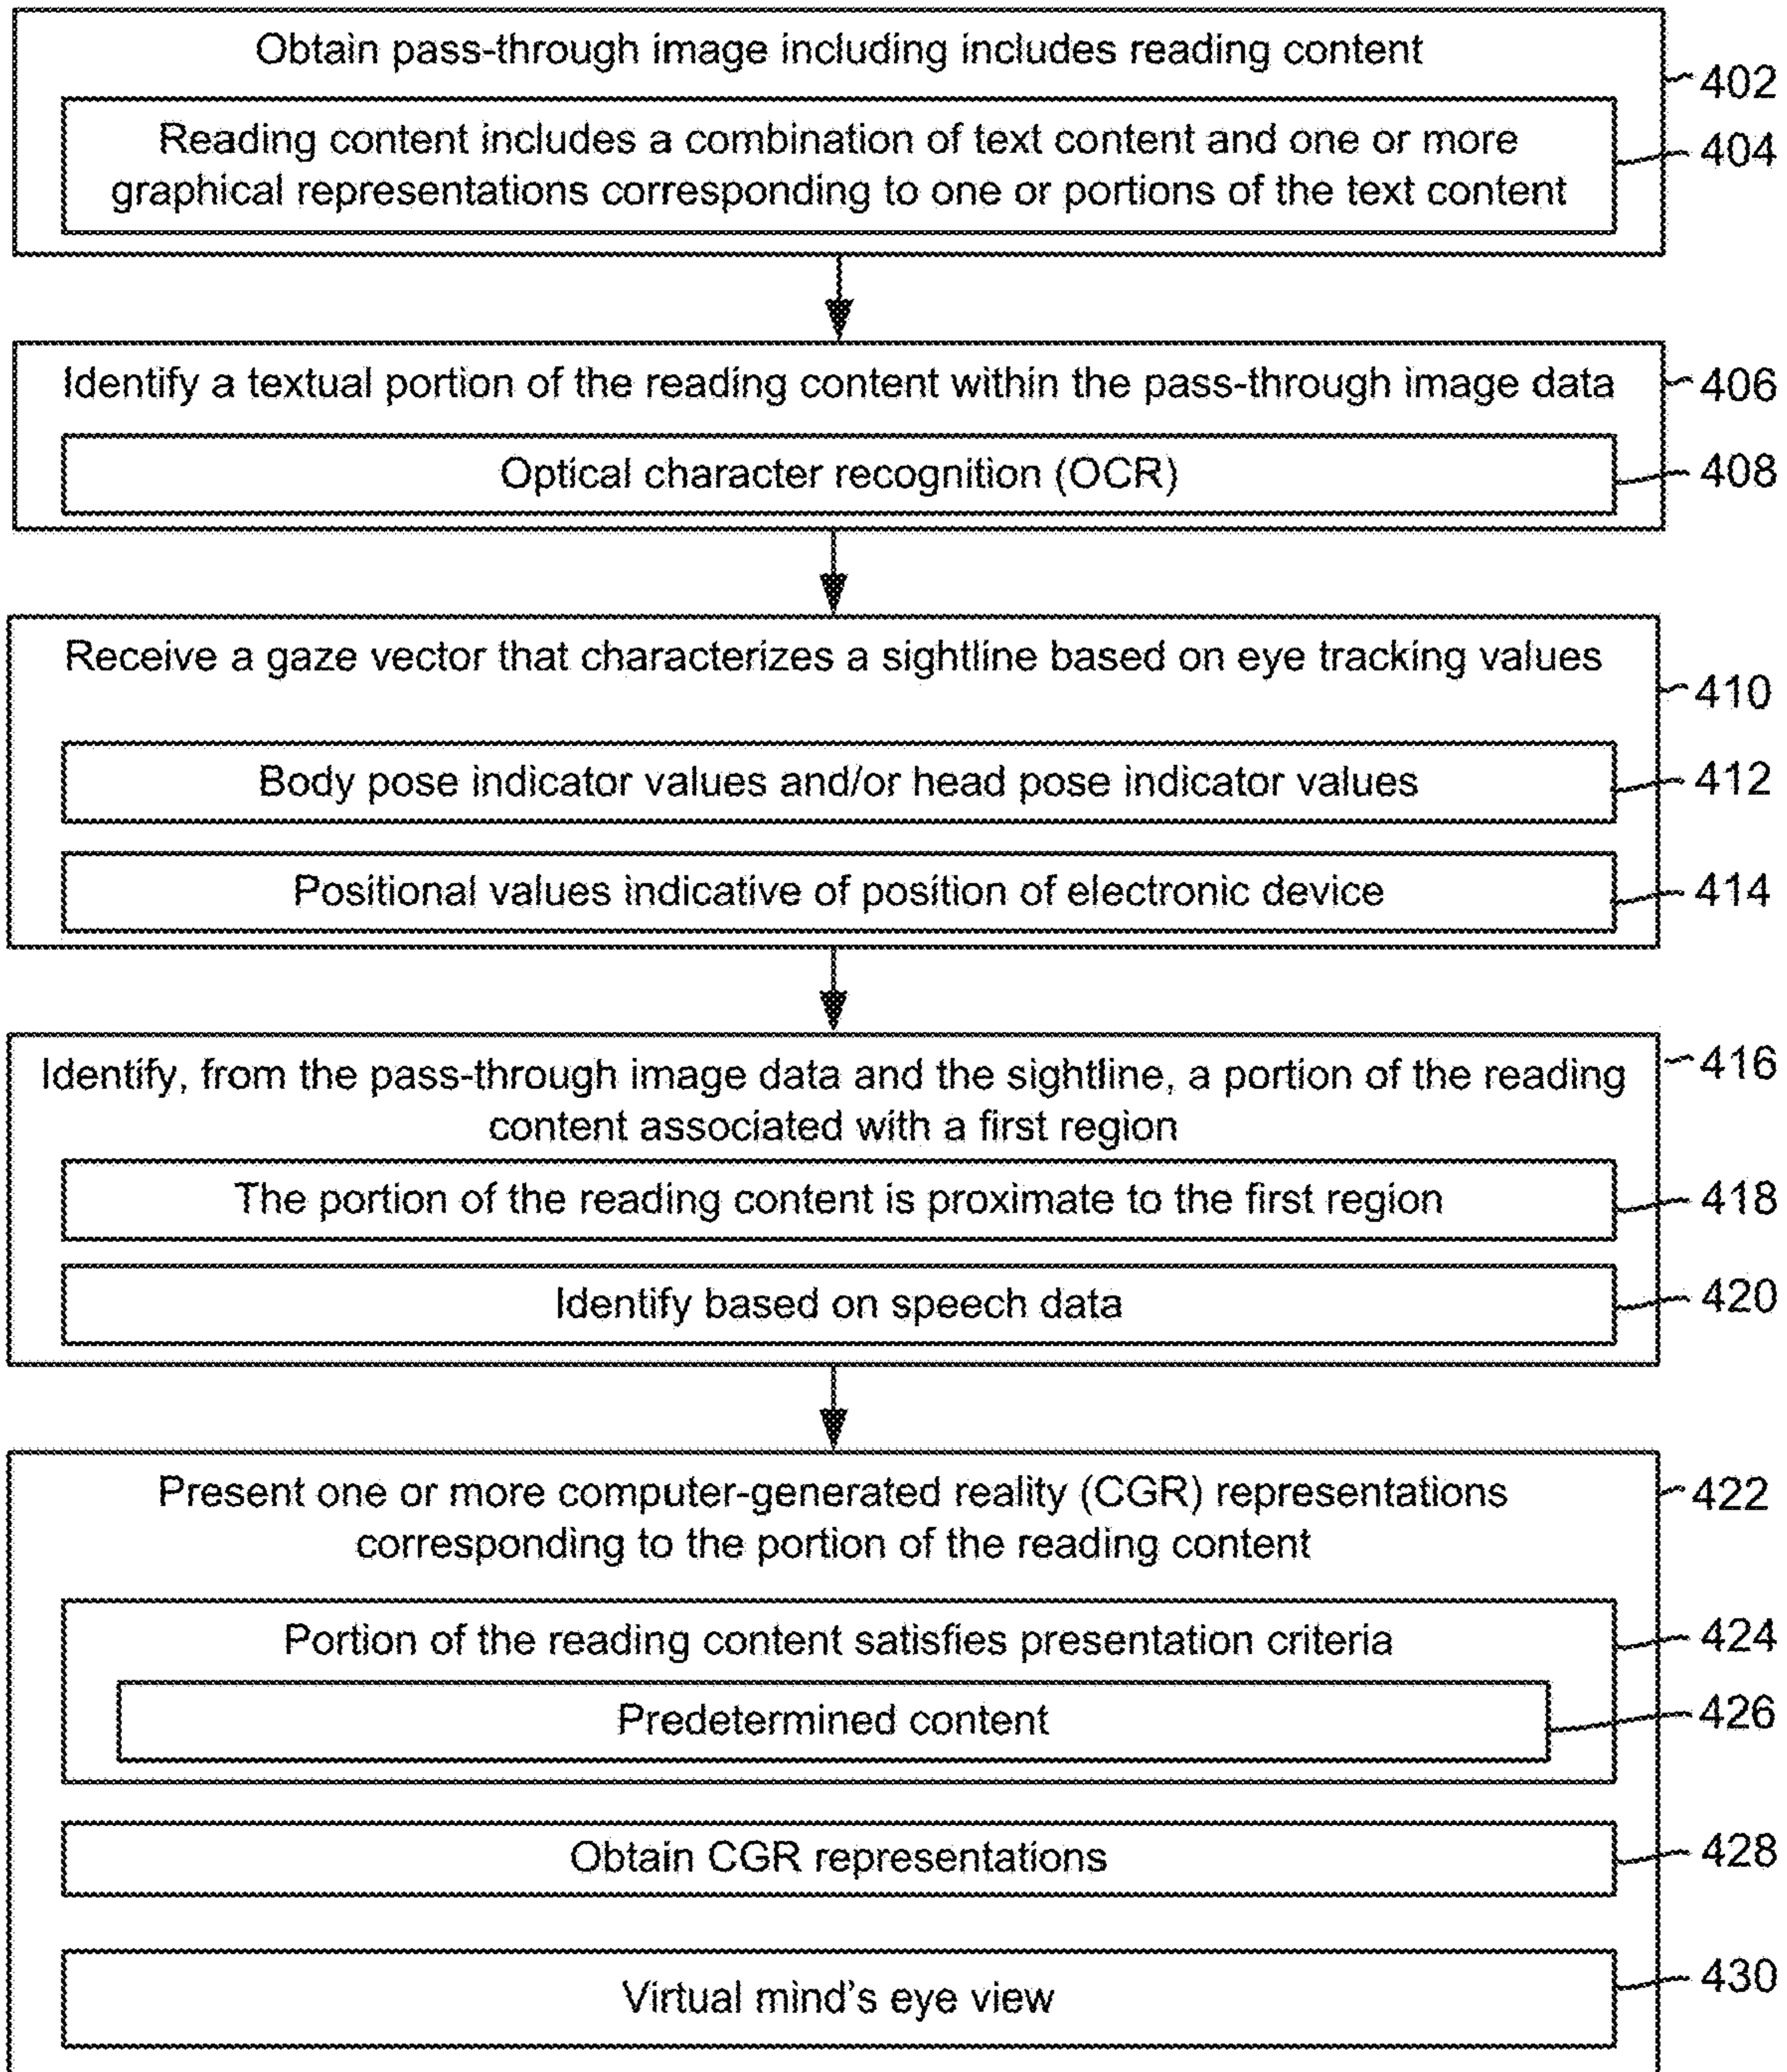 Obtain pass-through image including includes reading content
402
Reading content includes a combination of text content and one or more
graphical representations corresponding to one or portions of the text content
404
Identify a textual portion of the reading content within the pass-through image data
406
Optical character recognition (OCR)
408
Receive a gaze vector that characterizes a sightline based on eye tracking values
410
Body pose indicator values and/or head pose indicator values
412
Positional values indicative of position of electronic device
414
Identify, from the pass-through image data and the sightline, a portion of the reading
content associated with a first region
416
The portion of the reading content is proximate to the first region
418
Identify based on speech data
420
Present one or more computer-generated reality (CGR) representations
corresponding to the portion of the reading content
422
Portion of the reading content satisfies presentation criteria
424
Predetermined content
426
Obtain CGR representations
428
Virtual mind's eye view
430